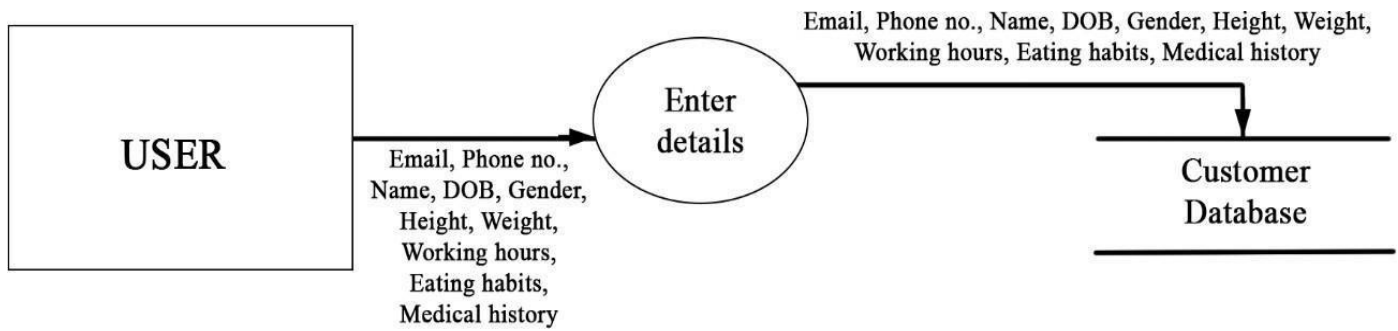 USER
Email, Phone no.,
Name, DOB, Gender,
Height, Weight,
Working hours,
Eating habits,
Medical history
Enter
details
Email, Phone no., Name, DOB, Gender, Height, Weight,
Working hours, Eating habits, Medical history
Customer
Database